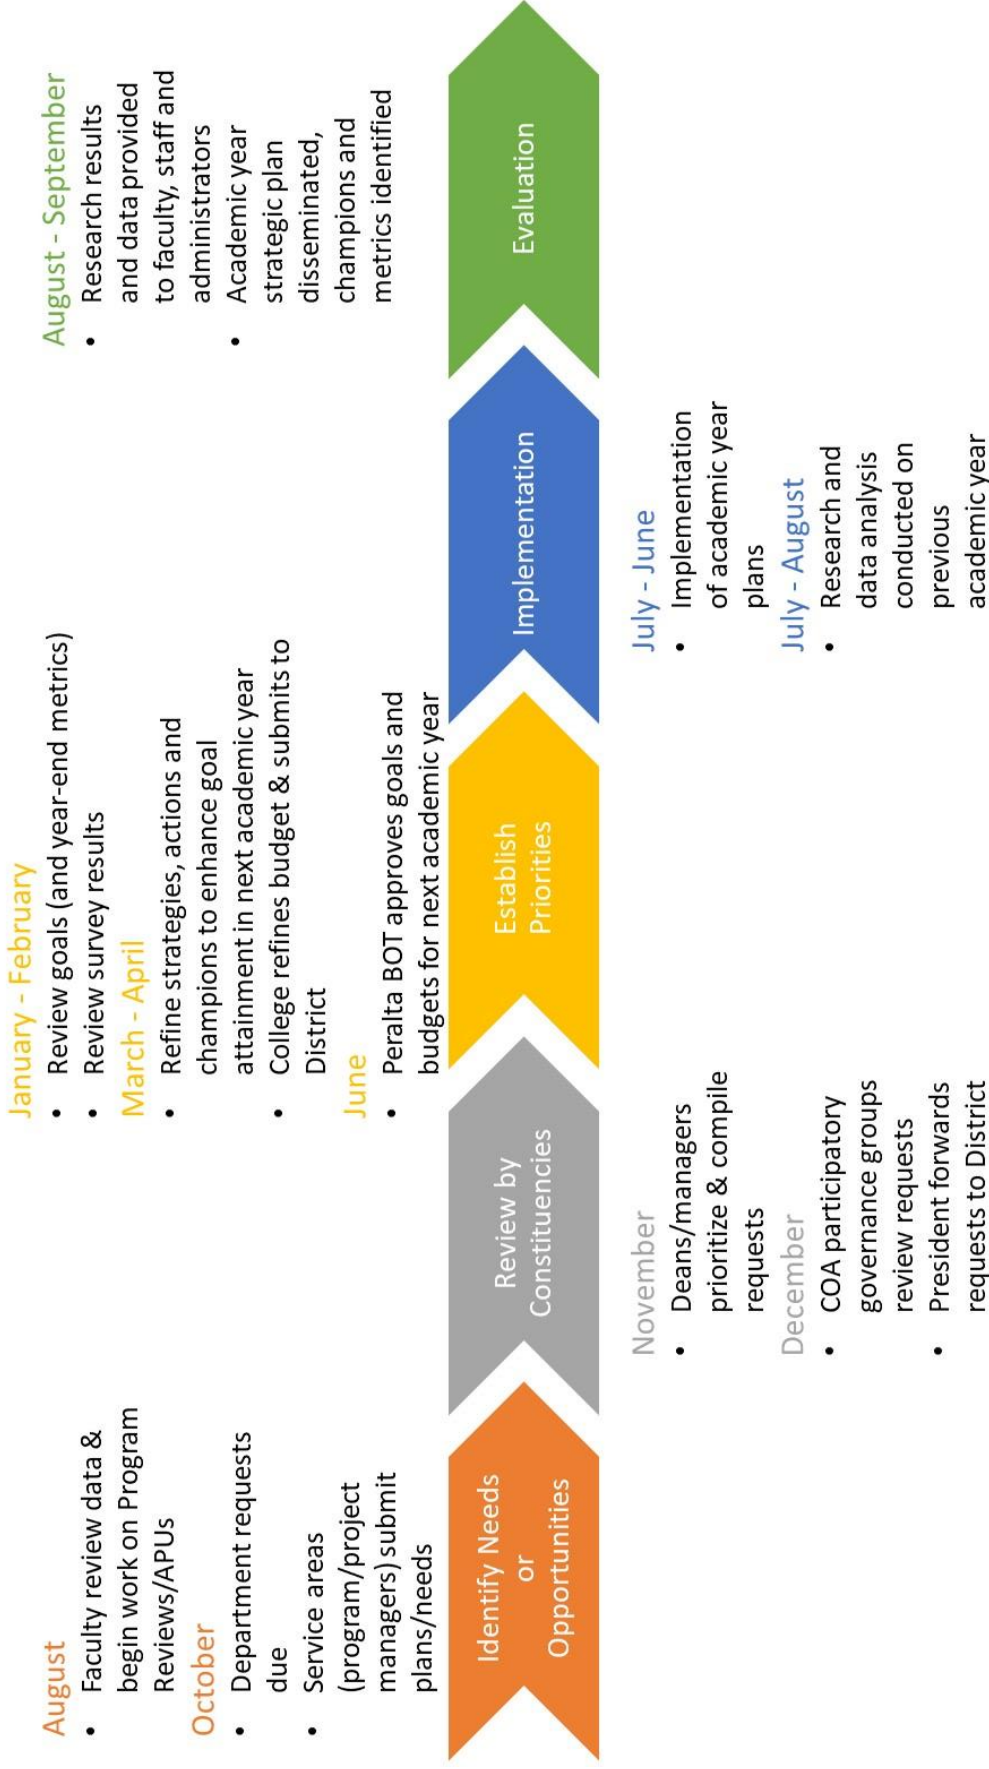 August
• Faculty review data &
begin work on Program
Reviews/APUs
October
• Department requests
due
• Service areas
(program/project
managers) submit
plans/needs
Identify Needs
or
Opportunities
Review by
Constituencies
November
• Deans/managers
prioritize & compile
requests
December
• COA participatory
governance groups
review requests
• President forwards
requests to District
January - February
• Review goals (and year-end metrics)
• Review survey results
March - April
• Refine strategies, actions and
champions to enhance goal
attainment in next academic year
• College refines budget & submits to
District
June
• Peralta BOT approves goals and
budgets for next academic year
Establish
Priorities
Implementation
July - June
• Implementation
of academic year
plans
July - August
• Research and
data analysis
conducted on
previous
academic year
August - September
• Research results
and data provided
to faculty, staff and
administrators
• Academic year
strategic plan
disseminated,
champions and
metrics identified
Evaluation